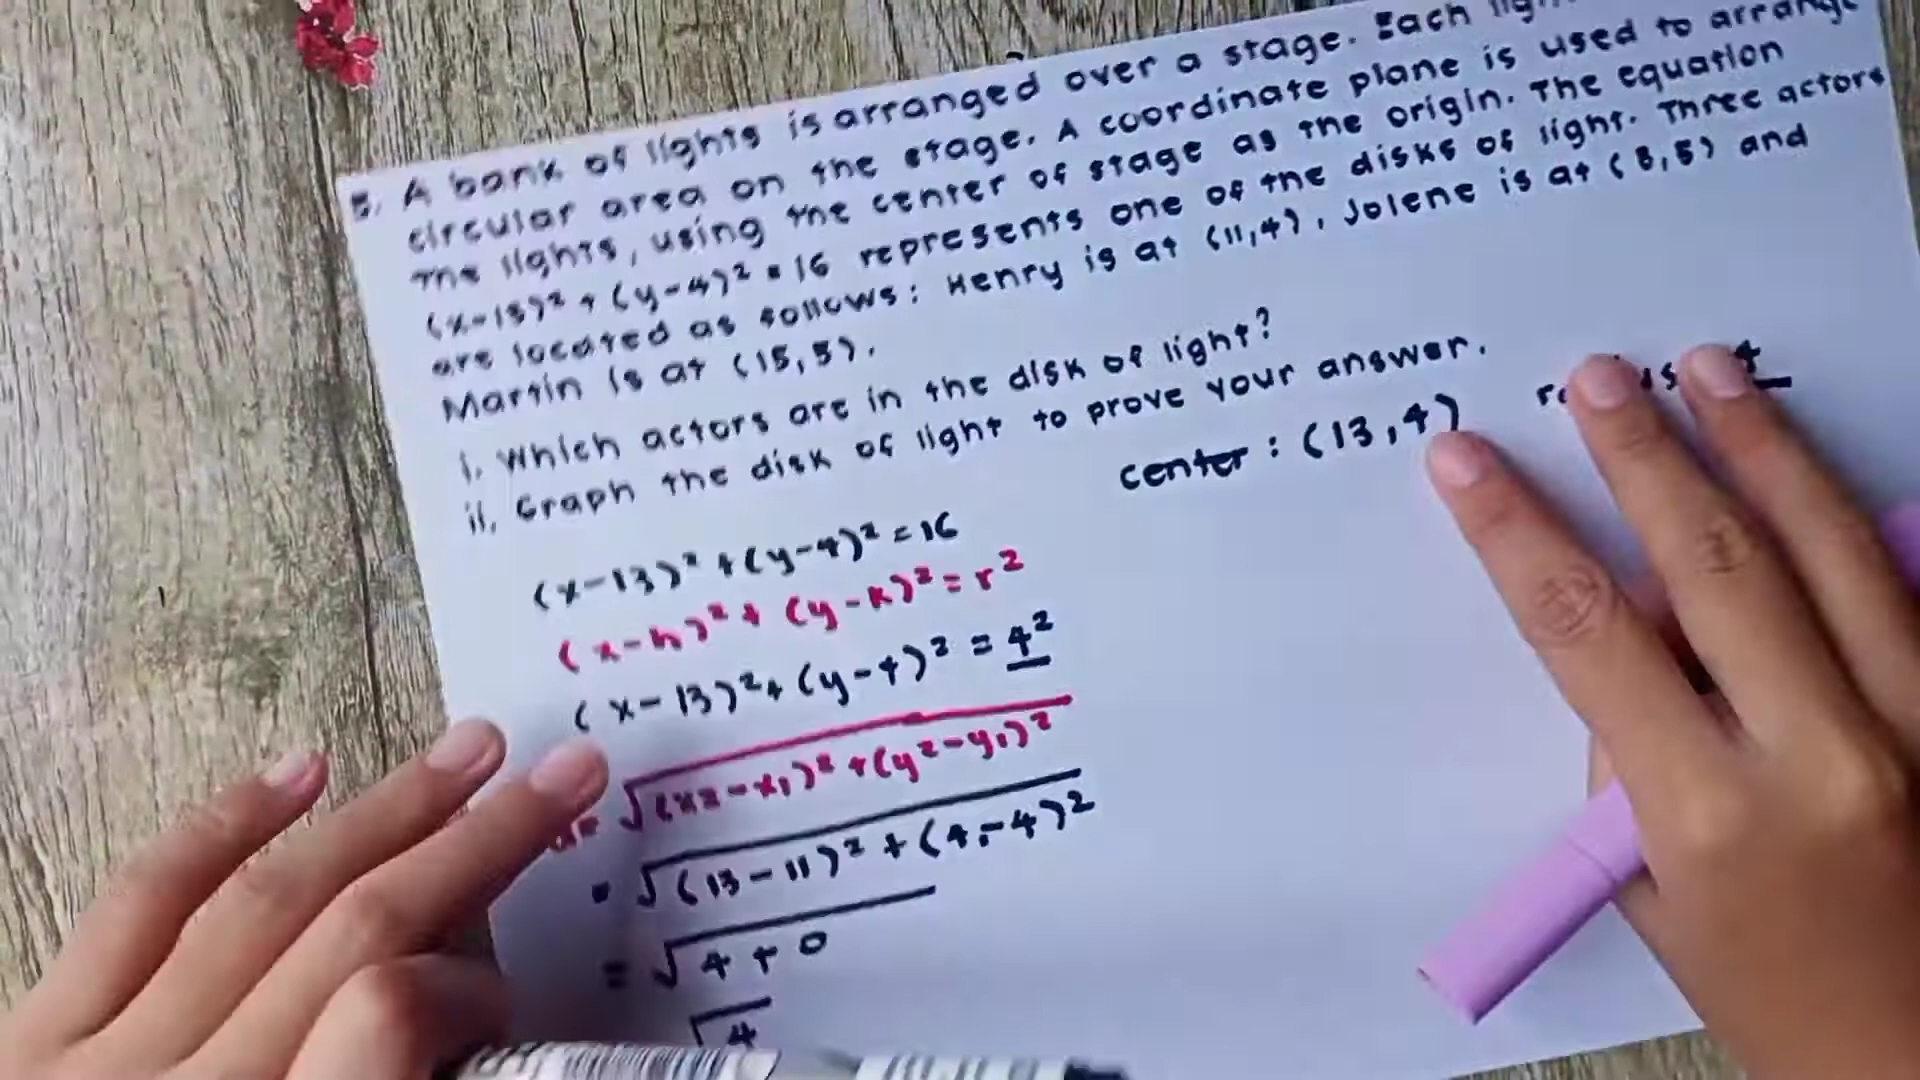 5. A bank of lights is arranged over a stage. Each
circular area on the stage. A coordinate plane is used to arrange
the lights, using the center of stage as the origin. The equation
(x-13)² + (y-4)² = 16 represents one of the disks of light. Three actors
are located as follows: Henry is at (11,4), Jolene is at (8,5) and
Martin is at (15,5).
i. Which actors are in the disk of light?
ii. Graph the disk of light to prove your answer.
center : (13,4) 4
(x-13)² + (y-4)² = 16
(x-h)² + (y-k)² = r²
(x-13)² + (y-4)² = 4²
= √(x2-x₁)² + (y2-y₁)²
= √(13-11)² + (4-4)²
= √4+0
√4